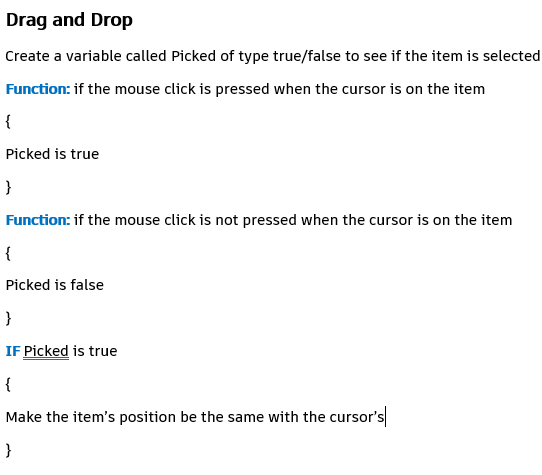 Drag and Drop
Create a variable called Picked of type true/false to see if the item is selected
Function: if the mouse click is pressed when the cursor is on the item
{
Picked is true
}
Function: if the mouse click is not pressed when the cursor is on the item
{
Picked is false
}
IF Picked is true
{
Make the item’s position be the same with the cursor’s
}